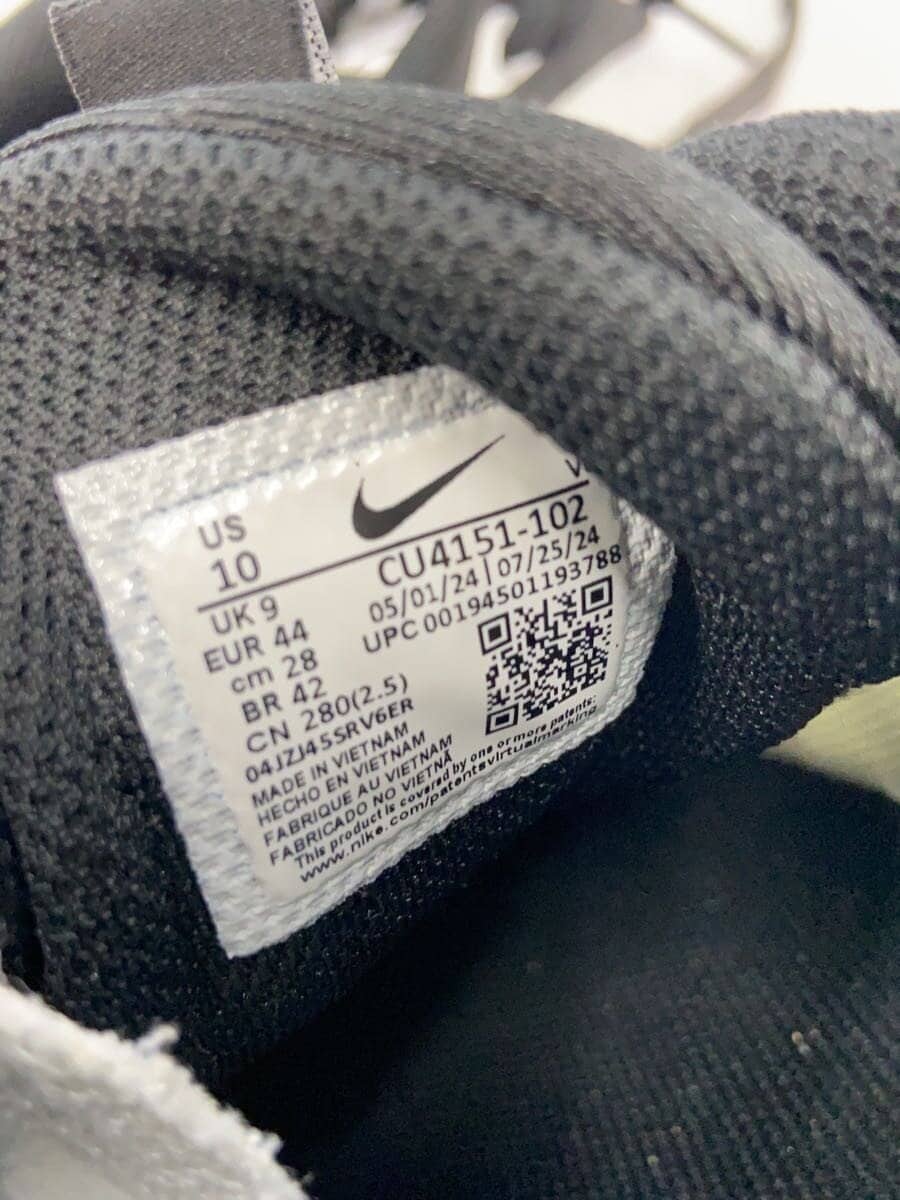 US
10
UK 9
EUR 44
cm 28
BR 42
CN 280(2.5)
04JZJ45SRV6ER
V
CU4151-102
05/01/24|07/25/24
UPC 00194501193788
MADE IN VIETNAM
HECHO EN VIETNAM
FABRIQUE AU VIETNAM
FABRICADO NO VIETNÃ
This product is covered by one or more patents:
www.nike.com/patentsvirtualmarking